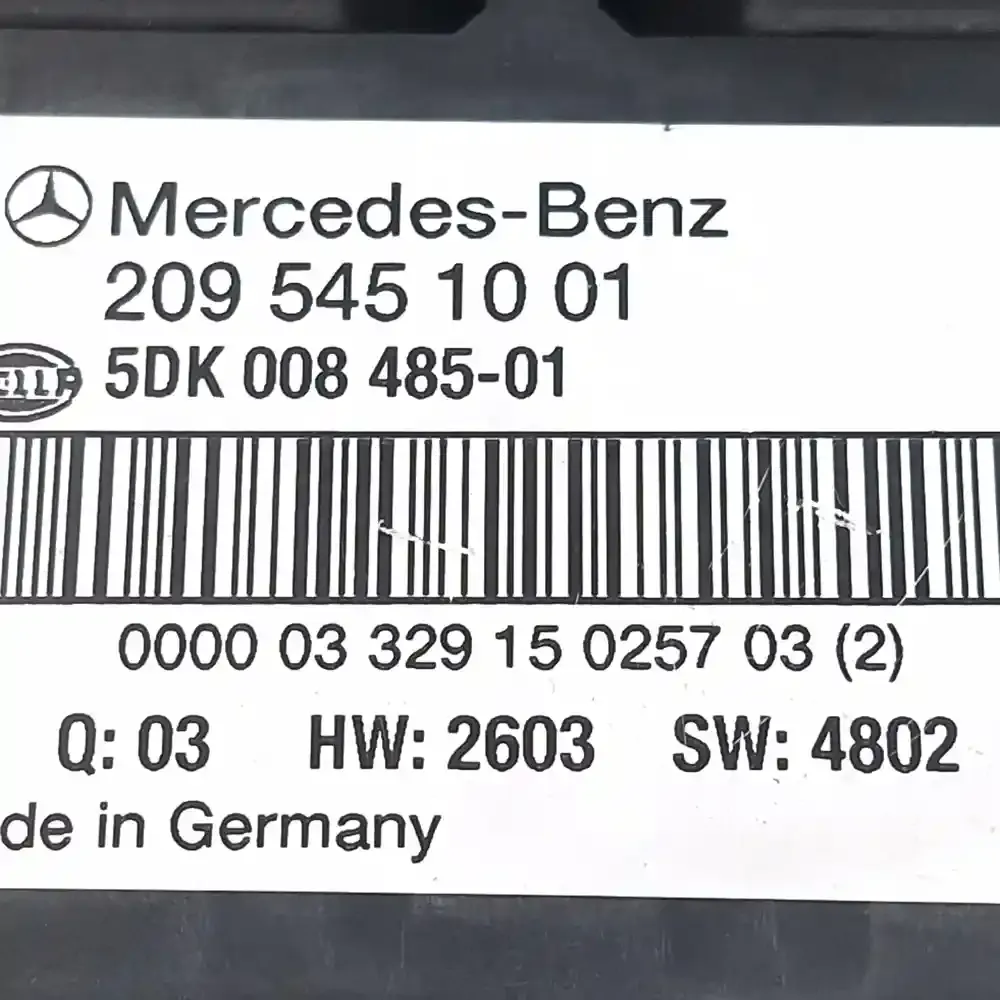 Mercedes-Benz
209 545 10 01
ELLA 5DK 008 485-01
0000 03 329 15 0257 03 (2)
Q: 03 HW: 2603 SW: 4802
de in Germany